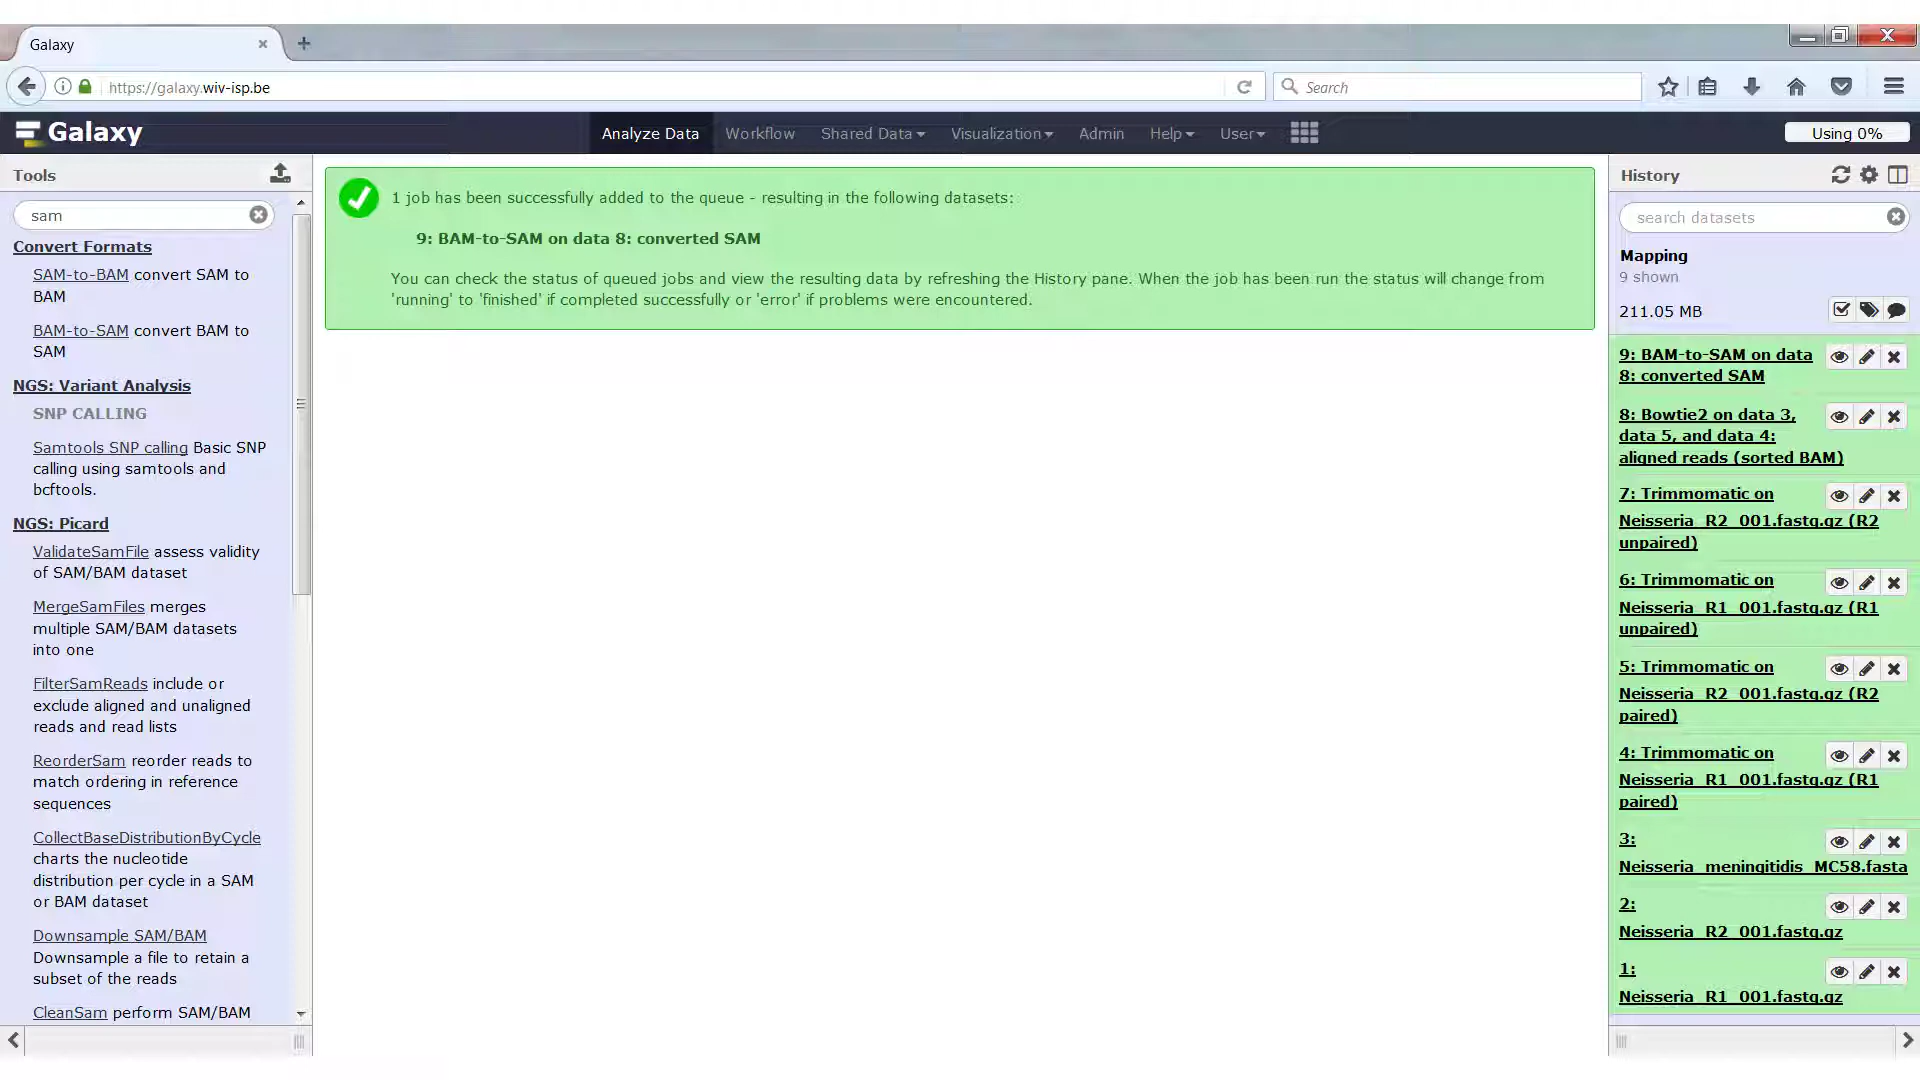 Galaxy
https://galaxy.wiv-isp.be
Search
Galaxy
Analyze Data
Workflow
Shared Data
Visualization
Admin
Help
User
Using 0%
Tools
sam
Convert Formats
SAM-to-BAM convert SAM to
BAM
BAM-to-SAM convert BAM to
SAM
NGS: Variant Analysis
SNP CALLING
Samtools SNP calling Basic SNP
calling using samtools and
bcftools.
NGS: Picard
ValidateSamFile assess validity
of SAM/BAM dataset
MergeSamFiles merges
multiple SAM/BAM datasets
into one
FilterSamReads include or
exclude aligned and unaligned
reads and read lists
ReorderSam reorder reads to
match ordering in reference
sequences
CollectBaseDistributionByCycle
charts the nucleotide
distribution per cycle in a SAM
or BAM dataset
Downsample SAM/BAM
Downsample a file to retain a
subset of the reads
CleanSam perform SAM/BAM
1 job has been successfully added to the queue - resulting in the following datasets:
9: BAM-to-SAM on data 8: converted SAM
You can check the status of queued jobs and view the resulting data by refreshing the History pane. When the job has been run the status will change from
'running' to 'finished' if completed successfully or 'error' if problems were encountered.
History
search datasets
Mapping
9 shown
211.05 MB
9: BAM-to-SAM on data
8: converted SAM
8: Bowtie2 on data 3,
data 5, and data 4:
aligned reads (sorted BAM)
7: Trimmomatic on
Neisseria_R2_001.fastq.gz (R2
unpaired)
6: Trimmomatic on
Neisseria_R1_001.fastq.gz (R1
unpaired)
5: Trimmomatic on
Neisseria_R2_001.fastq.gz (R2
paired)
4: Trimmomatic on
Neisseria_R1_001.fastq.gz (R1
paired)
3:
Neisseria_meningitidis_MC58.fasta
2:
Neisseria_R2_001.fastq.gz
1:
Neisseria_R1_001.fastq.gz